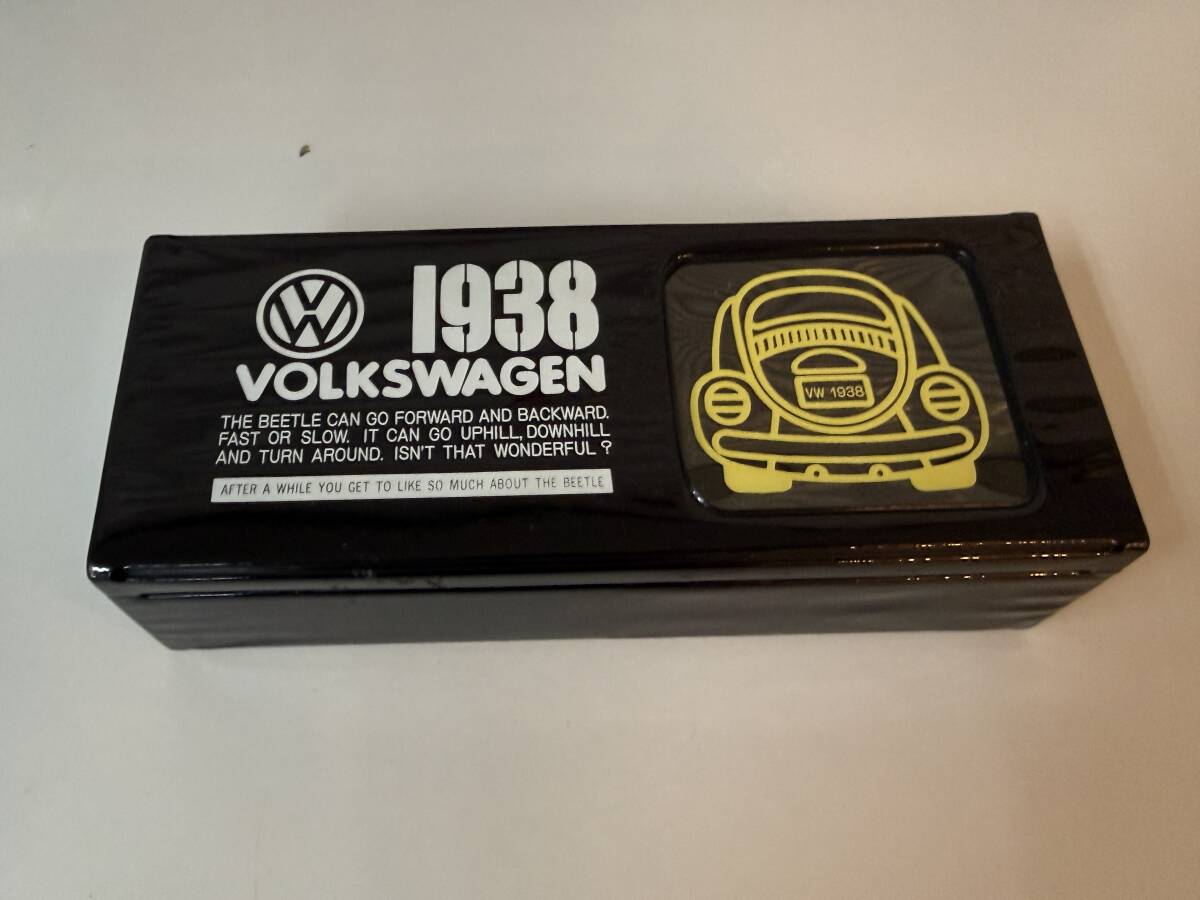 1938
VOLKSWAGEN
THE BEETLE CAN GO FORWARD AND BACKWARD.
FAST OR SLOW. IT CAN GO UPHILL, DOWNHILL
AND TURN AROUND. ISN'T THAT WONDERFUL?
AFTER A WHILE YOU GET TO LIKE SO MUCH ABOUT THE BEETLE
VW 1938